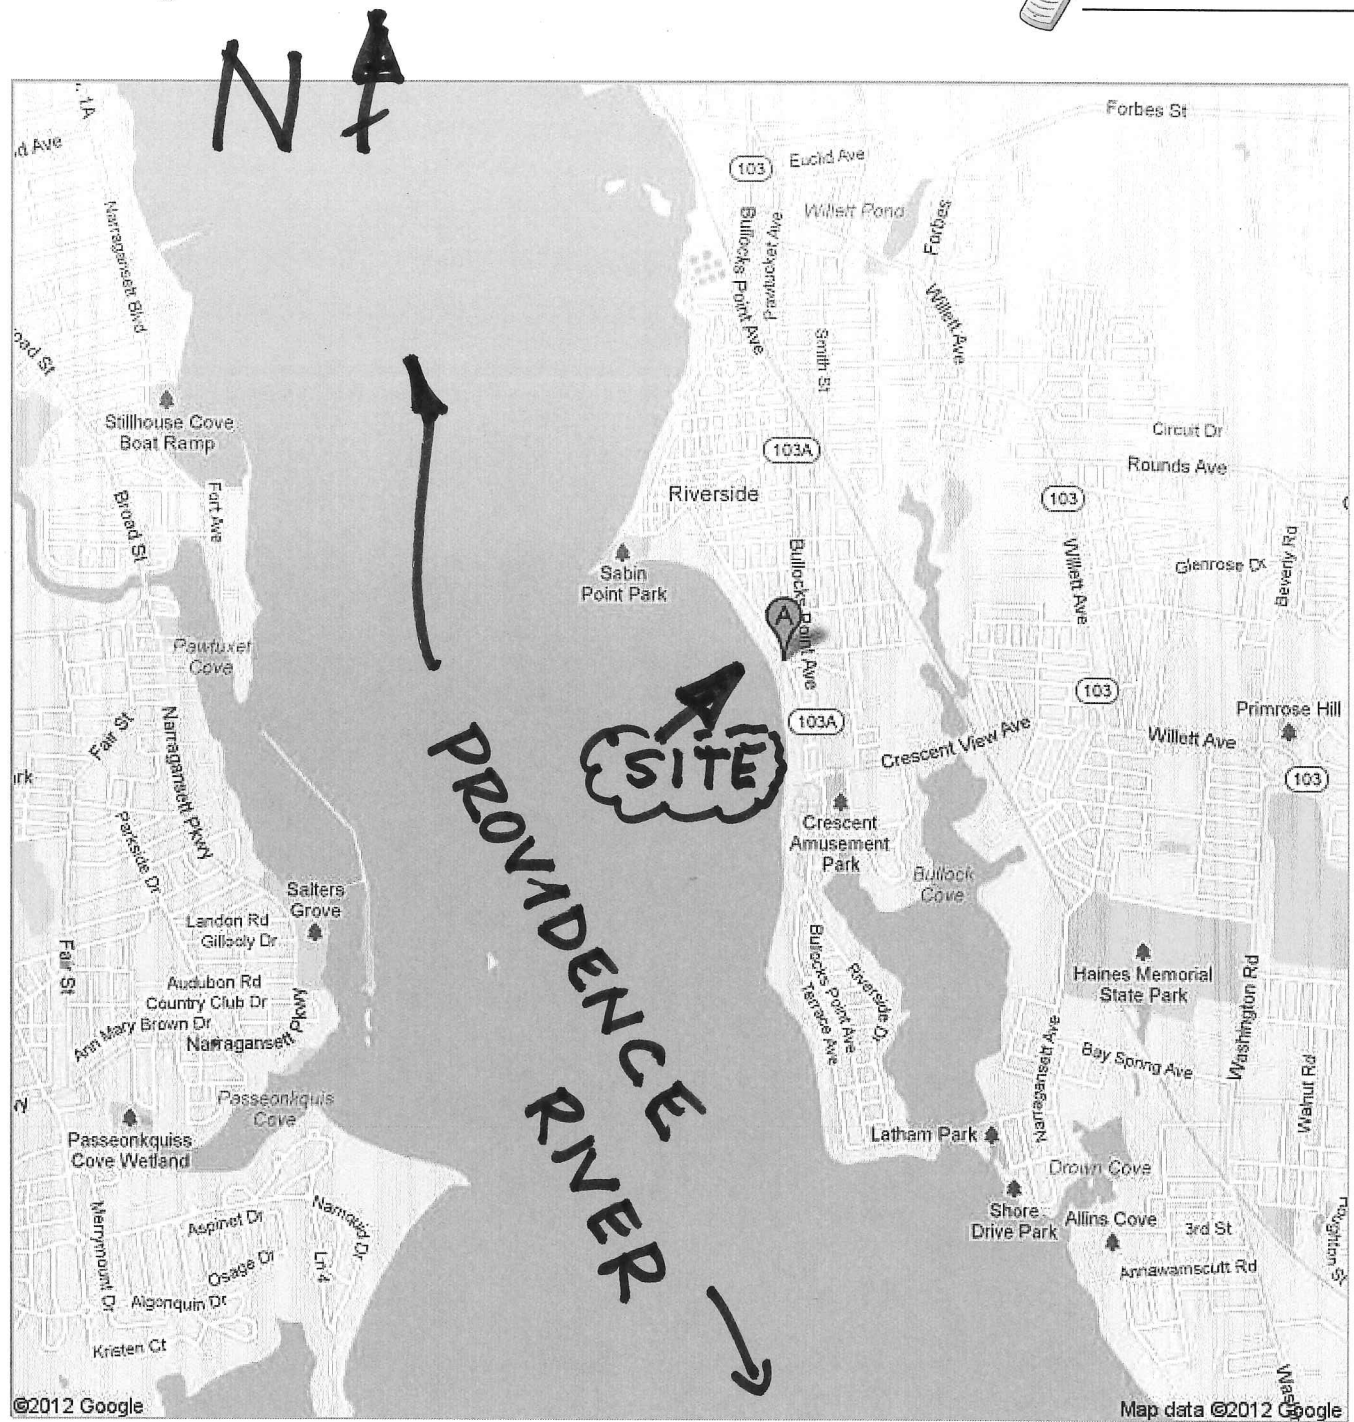 N
Forbes St
103
Euclid Ave
Willett Pond
Forbes
Bullocks Point Ave
Pawtucket Ave
Narragansett Blvd
Willett Ave
Smith St
Stillhouse Cove
Boat Ramp
Circuit Dr
103A
Rounds Ave
Riverside
103
Fort Ave
Broad St
Bullocks Point Ave
Willett Ave
Glenrose Dr
Beverly Rd
Sabin
Point Park
A
Pawtuxet
Cove
103
Primrose Hill
103A
Fair St
Narragansett Pkwy
Crescent View Ave
Willett Ave
SITE
103
PROVIDENCE
RIVER
Parkside Dr
Crescent
Amusement
Park
Bullock
Cove
Salters
Grove
Landon Rd
Gillooly Dr
Fair St
Audubon Rd
Country Club Dr
Ann Mary Brown Dr
Narragansett Pkwy
Bullocks Point Ave
Terrace Ave
Riverside Dr
Haines Memorial
State Park
Washington Rd
Narragansett Ave
Bay Spring Ave
Walnut Rd
Passeonkquis
Cove
Passeonkquiss
Cove Wetland
Latham Park
Drown Cove
Shore
Drive Park
Allins Cove
3rd St
Annawamscutt Rd
Merrymount Dr
Aspinet Dr
Namquid Dr
Ln 4
Osage Dr
Algonquin Dr
Kristen Ct
©2012 Google
Map data ©2012 Google